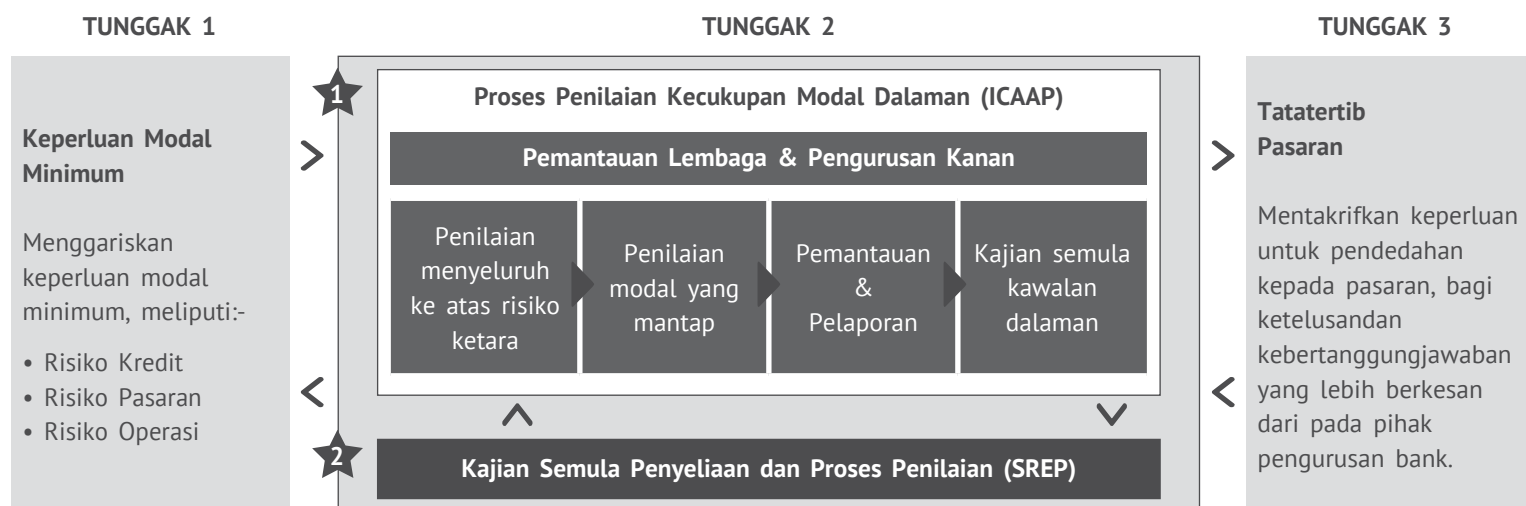 TUNGGAK 1
TUNGGAK 2
TUNGGAK 3
Keperluan Modal
Minimum
Menggariskan
keperluan modal
minimum, meliputi:-
• Risiko Kredit
• Risiko Pasaran
• Risiko Operasi
1
Proses Penilaian Kecukupan Modal Dalaman (ICAAP)
Pemantauan Lembaga & Pengurusan Kanan
Penilaian
menyeluruh
ke atas risiko
ketara
Penilaian
modal yang
mantap
Pemantauan
&
Pelaporan
Kajian semula
kawalan
dalaman
2
Kajian Semula Penyeliaan dan Proses Penilaian (SREP)
Tatatertib
Pasaran
Mentakrifkan keperluan
untuk pendedahan
kepada pasaran, bagi
ketelusandan
kebertanggungjawaban
yang lebih berkesan
dari pada pihak
pengurusan bank.